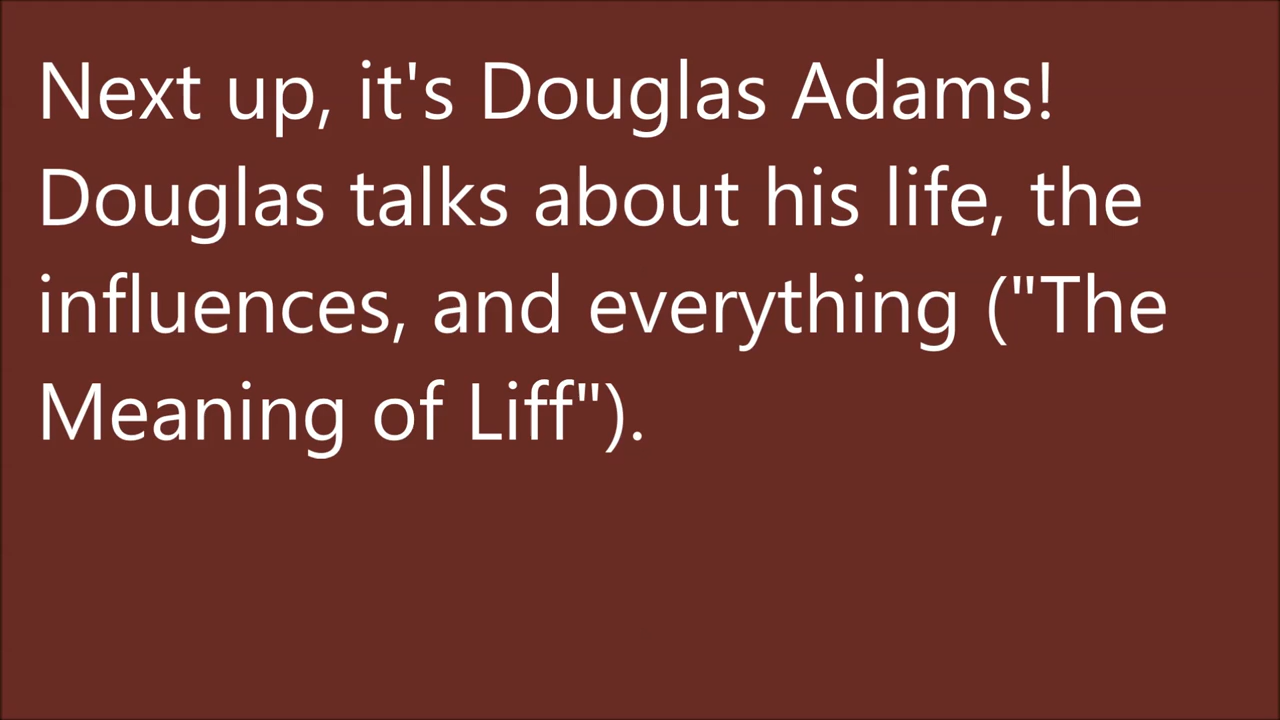 Next up, it's Douglas Adams!
Douglas talks about his life, the
influences, and everything ("The
Meaning of Liff").